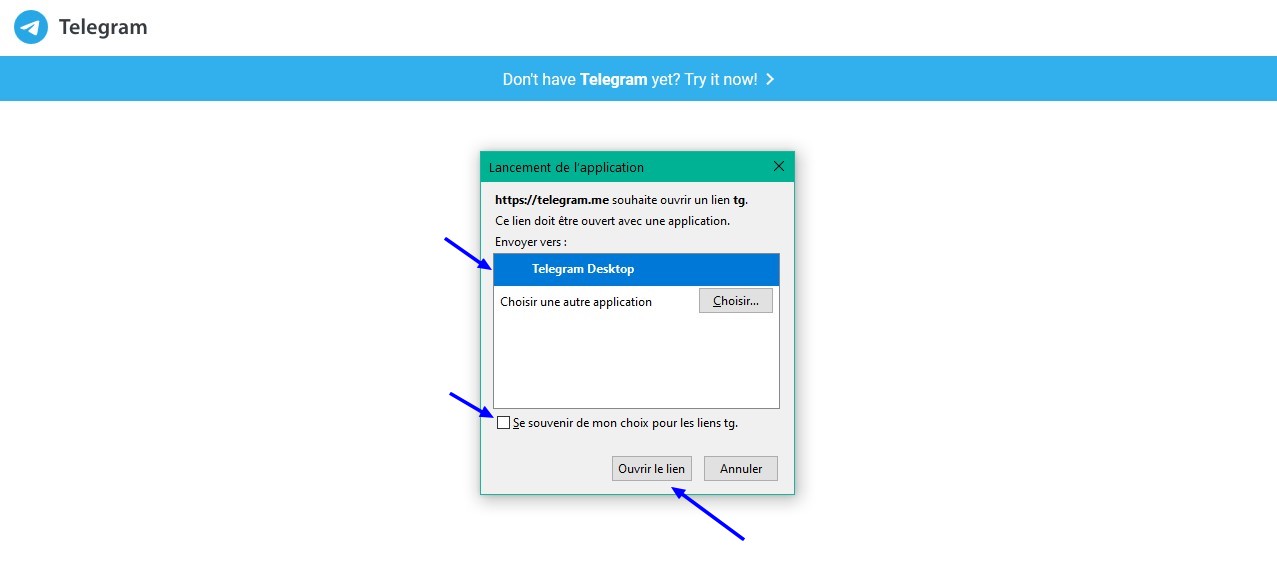 Telegram
Don't have Telegram yet? Try it now!
Lancement de l'application
https://telegram.me souhaite ouvrir un lien tg.
Ce lien doit être ouvert avec une application.
Envoyer vers :
Telegram Desktop
Choisir une autre application
Choisir...
Se souvenir de mon choix pour les liens tg.
Ouvrir le lien
Annuler